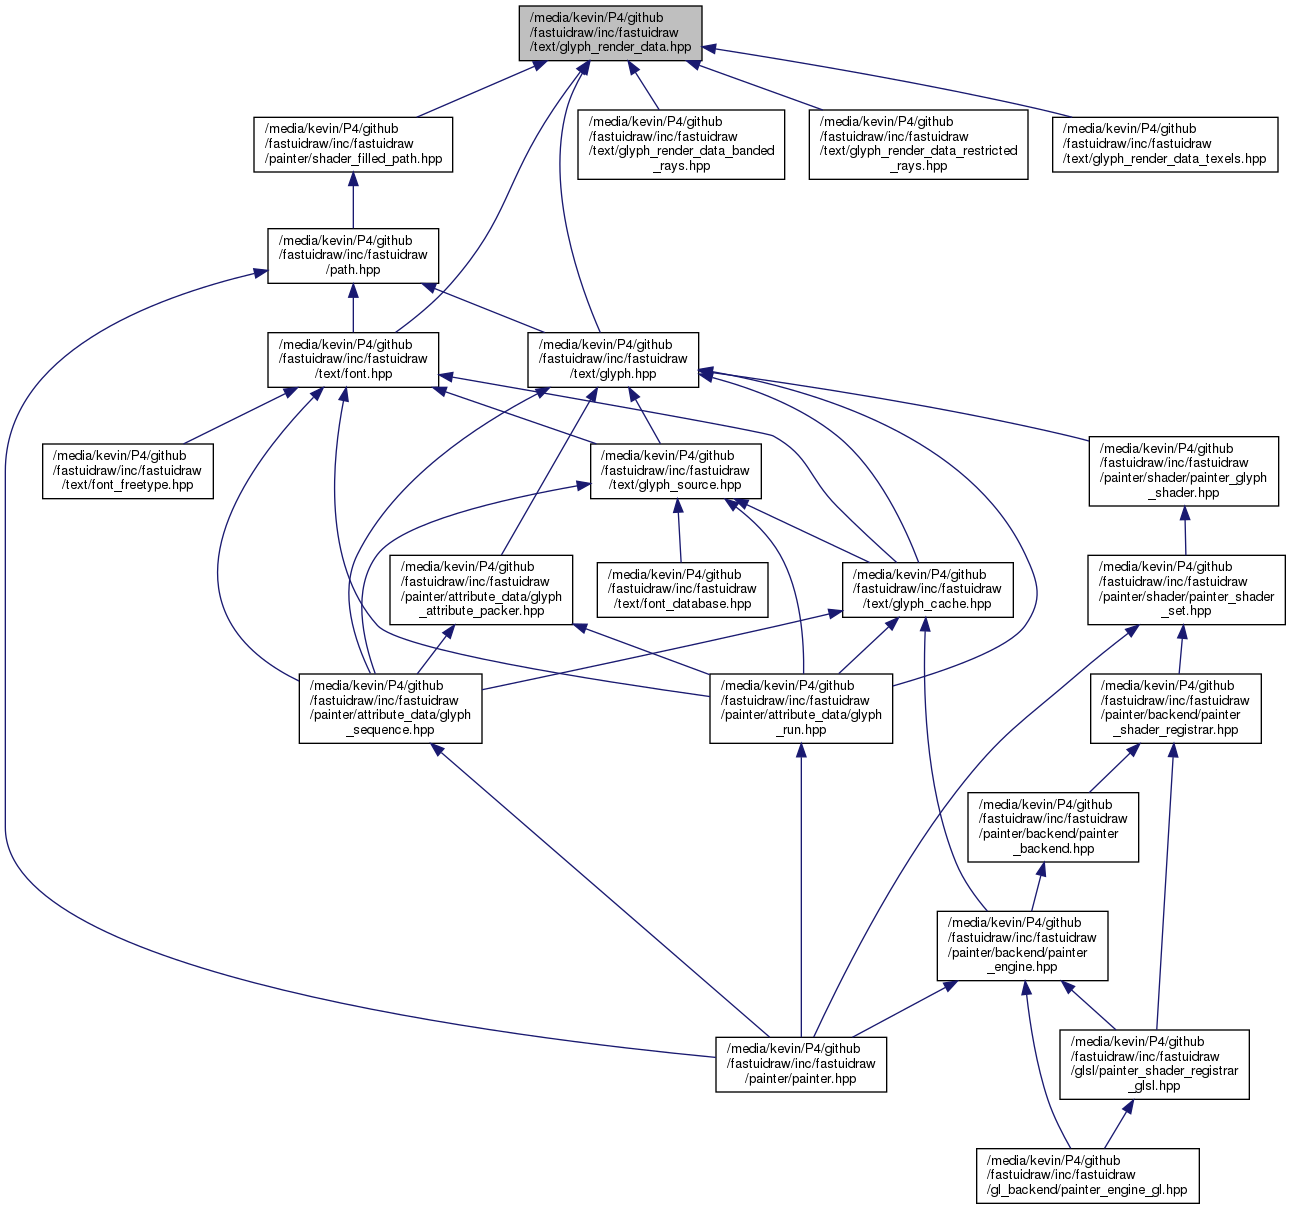 /media/kevin/P4/github
/fastuidraw/inc/fastuidraw
/text/glyph_render_data.hpp
/media/kevin/P4/github
/fastuidraw/inc/fastuidraw
/painter/shader_filled_path.hpp
/media/kevin/P4/github
/fastuidraw/inc/fastuidraw
/text/glyph_render_data_banded
_rays.hpp
/media/kevin/P4/github
/fastuidraw/inc/fastuidraw
/text/glyph_render_data_restricted
_rays.hpp
/media/kevin/P4/github
/fastuidraw/inc/fastuidraw
/text/glyph_render_data_texels.hpp
/media/kevin/P4/github
/fastuidraw/inc/fastuidraw
/path.hpp
/media/kevin/P4/github
/fastuidraw/inc/fastuidraw
/text/font.hpp
/media/kevin/P4/github
/fastuidraw/inc/fastuidraw
/text/glyph.hpp
/media/kevin/P4/github
/fastuidraw/inc/fastuidraw
/text/font_freetype.hpp
/media/kevin/P4/github
/fastuidraw/inc/fastuidraw
/text/glyph_source.hpp
/media/kevin/P4/github
/fastuidraw/inc/fastuidraw
/painter/shader/painter_glyph
_shader.hpp
/media/kevin/P4/github
/fastuidraw/inc/fastuidraw
/painter/attribute_data/glyph
_attribute_packer.hpp
/media/kevin/P4/github
/fastuidraw/inc/fastuidraw
/text/font_database.hpp
/media/kevin/P4/github
/fastuidraw/inc/fastuidraw
/text/glyph_cache.hpp
/media/kevin/P4/github
/fastuidraw/inc/fastuidraw
/painter/shader/painter_shader
_set.hpp
/media/kevin/P4/github
/fastuidraw/inc/fastuidraw
/painter/attribute_data/glyph
_sequence.hpp
/media/kevin/P4/github
/fastuidraw/inc/fastuidraw
/painter/attribute_data/glyph
_run.hpp
/media/kevin/P4/github
/fastuidraw/inc/fastuidraw
/painter/backend/painter
_shader_registrar.hpp
/media/kevin/P4/github
/fastuidraw/inc/fastuidraw
/painter/backend/painter
_backend.hpp
/media/kevin/P4/github
/fastuidraw/inc/fastuidraw
/painter/backend/painter
_engine.hpp
/media/kevin/P4/github
/fastuidraw/inc/fastuidraw
/painter/painter.hpp
/media/kevin/P4/github
/fastuidraw/inc/fastuidraw
/glsl/painter_shader_registrar
_glsl.hpp
/media/kevin/P4/github
/fastuidraw/inc/fastuidraw
/gl_backend/painter_engine_gl.hpp